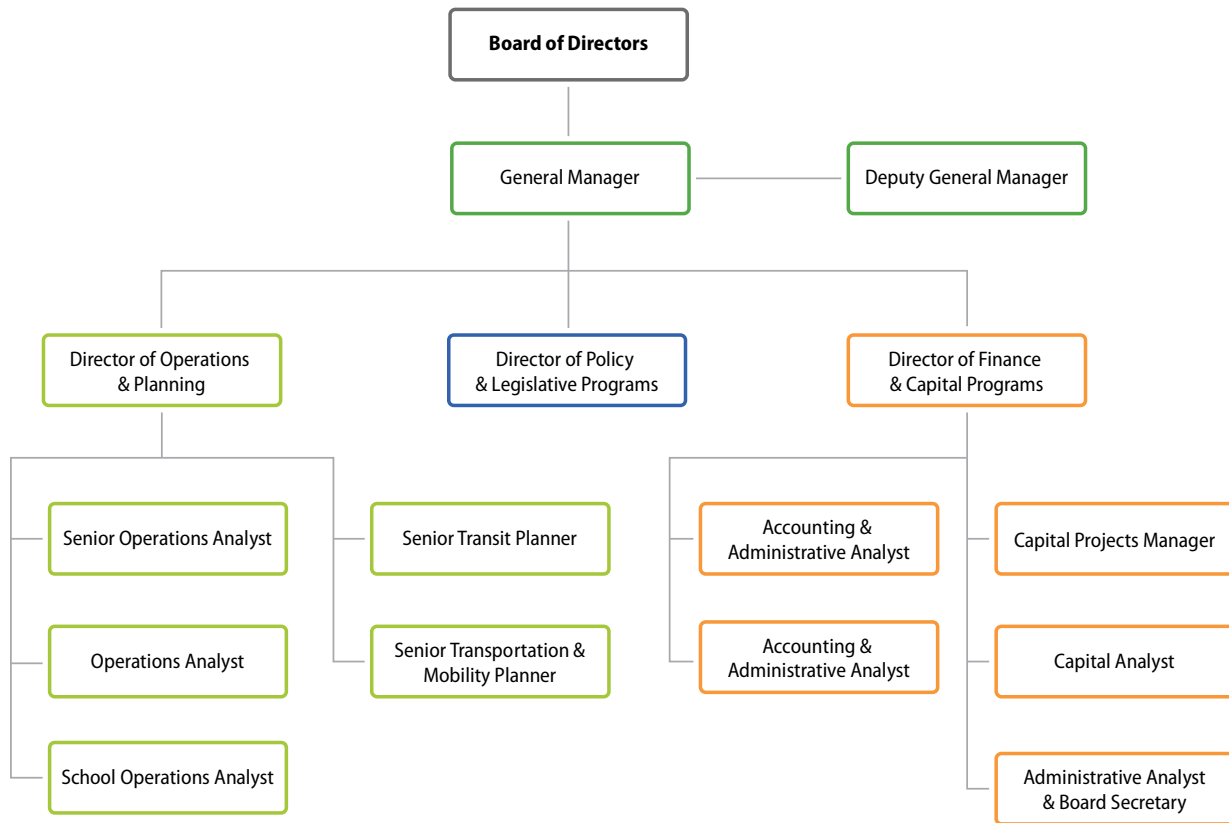 Board of Directors
General Manager
Deputy General Manager
Director of Operations
& Planning
Director of Policy
& Legislative Programs
Director of Finance
& Capital Programs
Senior Operations Analyst
Senior Transit Planner
Accounting &
Administrative Analyst
Capital Projects Manager
Operations Analyst
Senior Transportation &
Mobility Planner
Accounting &
Administrative Analyst
Capital Analyst
School Operations Analyst
Administrative Analyst
& Board Secretary